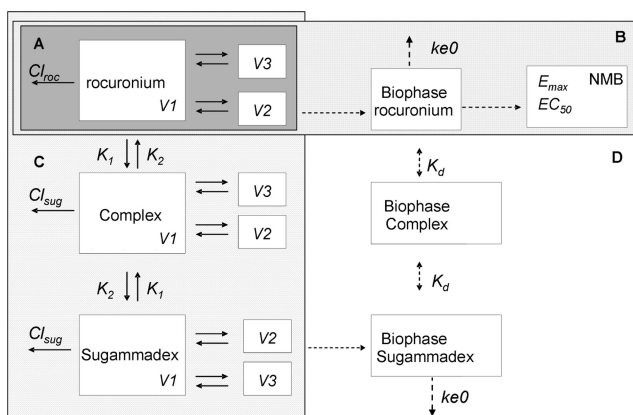 A
B
Cl_roc
rocuronium
V1
V3
V2
ke0
Biophase
rocuronium
E_max
NMB
EC_50
K_1
K_2
K_d
C
D
Cl_sug
Complex
V1
V3
V2
Biophase
Complex
K_2
K_1
K_d
Cl_sug
Sugammadex
V1
V2
V3
Biophase
Sugammadex
ke0